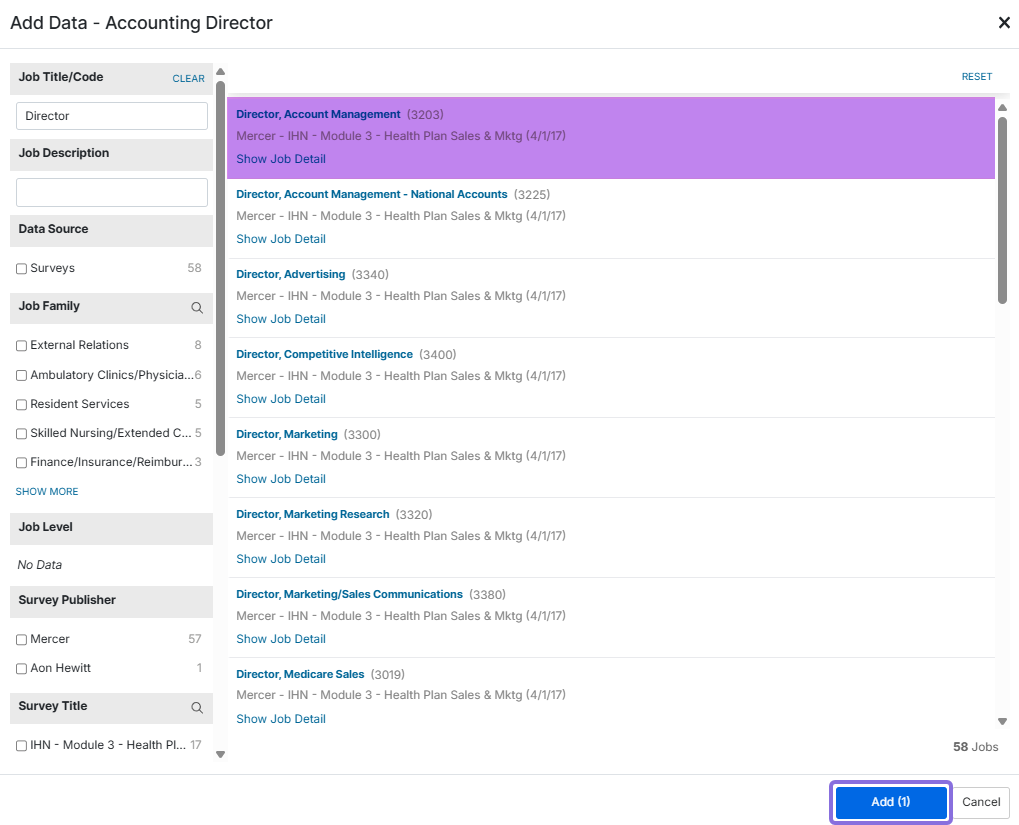 Add Data - Accounting Director
Job Title/Code CLEAR
Director
Job Description
Data Source
Surveys 58
Job Family
External Relations 8
Ambulatory Clinics/Physicia... 6
Resident Services 5
Skilled Nursing/Extended C... 5
Finance/Insurance/Reimbur... 3
SHOW MORE
Job Level
No Data
Survey Publisher
Mercer 57
Aon Hewitt 1
Survey Title
IHN - Module 3 - Health Pl... 17
RESET
Director, Account Management (3203)
Mercer - IHN - Module 3 - Health Plan Sales & Mktg (4/1/17)
Show Job Detail
Director, Account Management - National Accounts (3225)
Mercer - IHN - Module 3 - Health Plan Sales & Mktg (4/1/17)
Show Job Detail
Director, Advertising (3340)
Mercer - IHN - Module 3 - Health Plan Sales & Mktg (4/1/17)
Show Job Detail
Director, Competitive Intelligence (3400)
Mercer - IHN - Module 3 - Health Plan Sales & Mktg (4/1/17)
Show Job Detail
Director, Marketing (3300)
Mercer - IHN - Module 3 - Health Plan Sales & Mktg (4/1/17)
Show Job Detail
Director, Marketing Research (3320)
Mercer - IHN - Module 3 - Health Plan Sales & Mktg (4/1/17)
Show Job Detail
Director, Marketing/Sales Communications (3380)
Mercer - IHN - Module 3 - Health Plan Sales & Mktg (4/1/17)
Show Job Detail
Director, Medicare Sales (3019)
Mercer - IHN - Module 3 - Health Plan Sales & Mktg (4/1/17)
Show Job Detail
58 Jobs
Add (1) Cancel